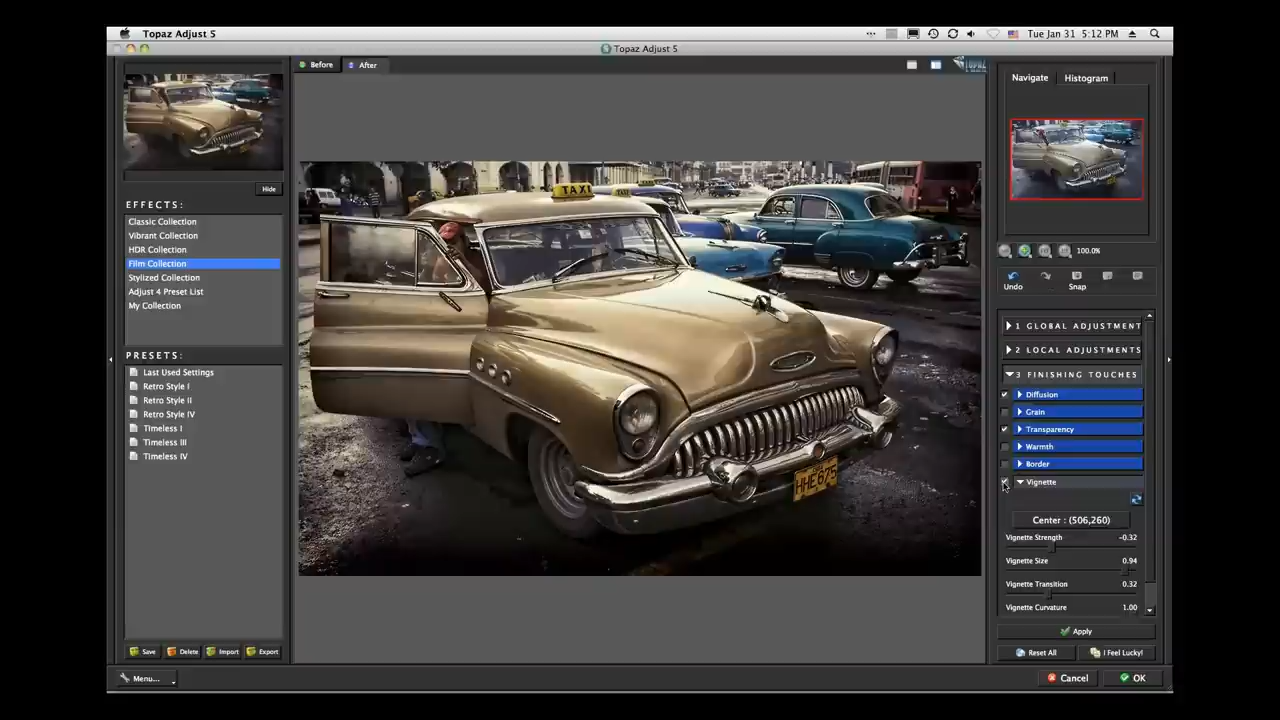 Topaz Adjust 5
Tue Jan 31 5:12 PM
Topaz Adjust 5
Before
After
TOPAZ
Navigate
Histogram
Hide
EFFECTS:
Classic Collection
Vibrant Collection
HDR Collection
Film Collection
Stylized Collection
Adjust 4 Preset List
My Collection
PRESETS:
Last Used Settings
Retro Style I
Retro Style II
Retro Style IV
Timeless I
Timeless III
Timeless IV
Save
Delete
Import
Export
Menu...
TAXI
TAXI
HHE675
100.0%
Undo
Snap
1 GLOBAL ADJUSTMENT
2 LOCAL ADJUSTMENTS
3 FINISHING TOUCHES
Diffusion
Grain
Transparency
Warmth
Border
Vignette
Center : (506,260)
Vignette Strength -0.32
Vignette Size 0.94
Vignette Transition 0.32
Vignette Curvature 1.00
Apply
Reset All
I Feel Lucky!
Cancel
OK